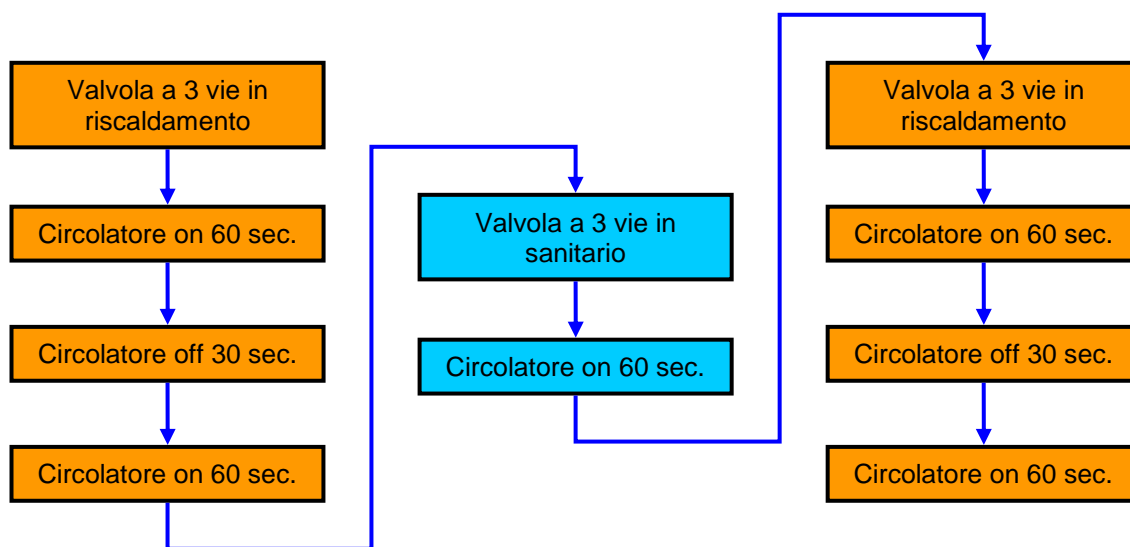 Valvola a 3 vie in
riscaldamento
Circolatore on 60 sec.
Circolatore off 30 sec.
Circolatore on 60 sec.
Valvola a 3 vie in
sanitario
Circolatore on 60 sec.
Valvola a 3 vie in
riscaldamento
Circolatore on 60 sec.
Circolatore off 30 sec.
Circolatore on 60 sec.